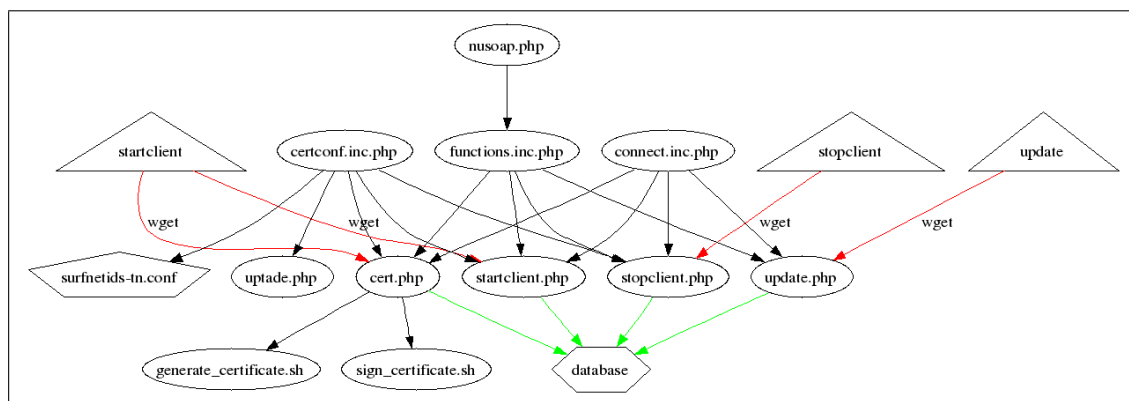 nusoap.php
startclient
certconf.inc.php
functions.inc.php
connect.inc.php
stopclient
update
wget
wget
wget
wget
surfnetids-tn.conf
uptade.php
cert.php
startclient.php
stopclient.php
update.php
generate_certificate.sh
sign_certificate.sh
database